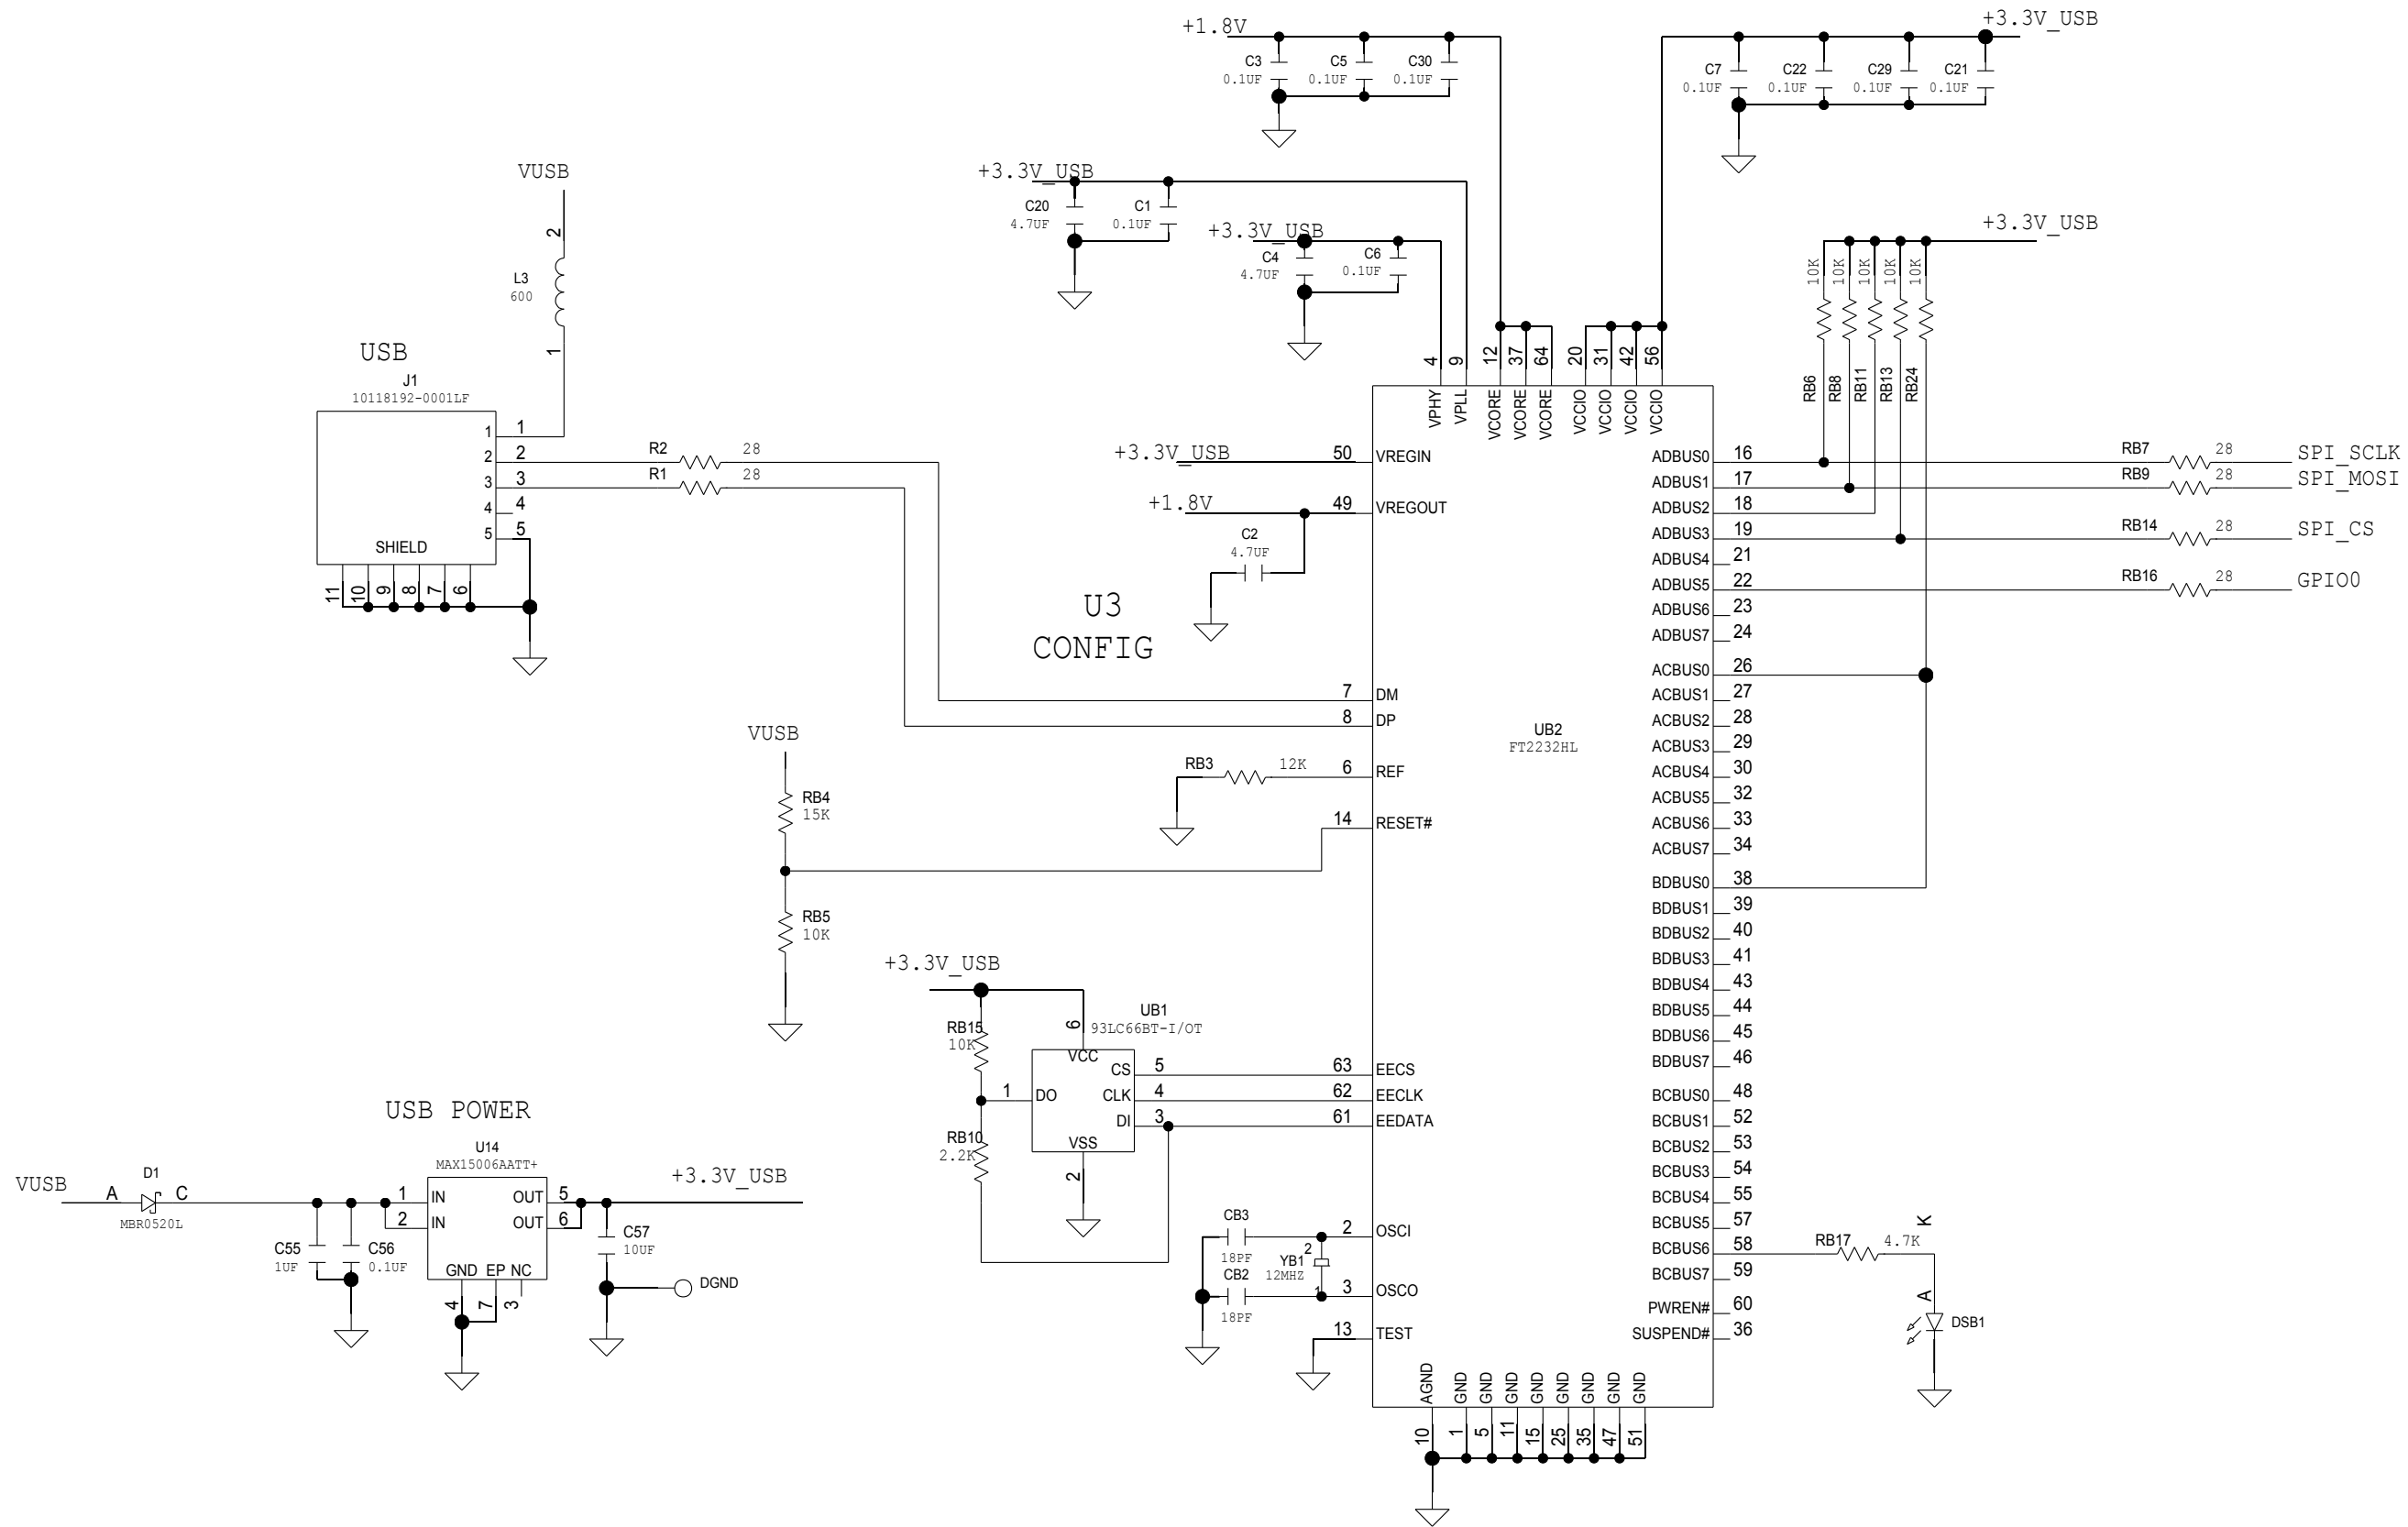 +1.8V
C3
0.1UF
C5
0.1UF
C30
0.1UF
+3.3V_USB
C7
0.1UF
C22
0.1UF
C29
0.1UF
C21
0.1UF
VUSB
2
L3
600
1
+3.3V_USB
C20
4.7UF
C1
0.1UF
+3.3V_USB
C4
4.7UF
C6
0.1UF
+3.3V_USB
10K
10K
10K
10K
10K
RB6
RB8
RB11
RB13
RB24
USB
J1
10118192-0001LF
1 1
2 2
3 3
4 4
5 5
SHIELD
11 10 9 8 7 6
R2 28
R1 28
4 9 12 37 64 20 31 42 56
VPHY VPLL VCORE VCORE VCORE VCCIO VCCIO VCCIO VCCIO
+3.3V_USB 50 VREGIN
+1.8V 49 VREGOUT
C2
4.7UF
U3
CONFIG
7 DM
8 DP
UB2
FT2232HL
VUSB
RB4
15K
RB3 12K 6 REF
14 RESET#
RB5
10K
ADBUS0 16 RB7 28 SPI_SCLK
ADBUS1 17 RB9 28 SPI_MOSI
ADBUS2 18
ADBUS3 19 RB14 28 SPI_CS
ADBUS4 21
ADBUS5 22 RB16 28 GPIO0
ADBUS6 23
ADBUS7 24
ACBUS0 26
ACBUS1 27
ACBUS2 28
ACBUS3 29
ACBUS4 30
ACBUS5 32
ACBUS6 33
ACBUS7 34
BDBUS0 38
BDBUS1 39
BDBUS2 40
BDBUS3 41
BDBUS4 43
BDBUS5 44
BDBUS6 45
BDBUS7 46
BCBUS0 48
BCBUS1 52
BCBUS2 53
BCBUS3 54
BCBUS4 55
BCBUS5 57
BCBUS6 58 RB17 4.7K
BCBUS7 59
PWREN# 60
SUSPEND# 36
K
A
DSB1
+3.3V_USB
RB15
10K
UB1
93LC66BT-I/OT
6
VCC
CS 5 63 EECS
1 DO CLK 4 62 EECLK
DI 3 61 EEDATA
VSS
2
RB10
2.2K
CB3
18PF
2 OSCI
2
YB1
12MHZ
1
CB2
18PF
3 OSCO
13 TEST
AGND GND GND GND GND GND GND GND GND
10 1 5 11 15 25 35 47 51
USB POWER
U14
MAX15006AATT+
VUSB A D1 C
MBR0520L
C55
1UF
C56
0.1UF
1 IN OUT 5
2 IN OUT 6
GND EP NC
4 7 3
+3.3V_USB
C57
10UF
DGND